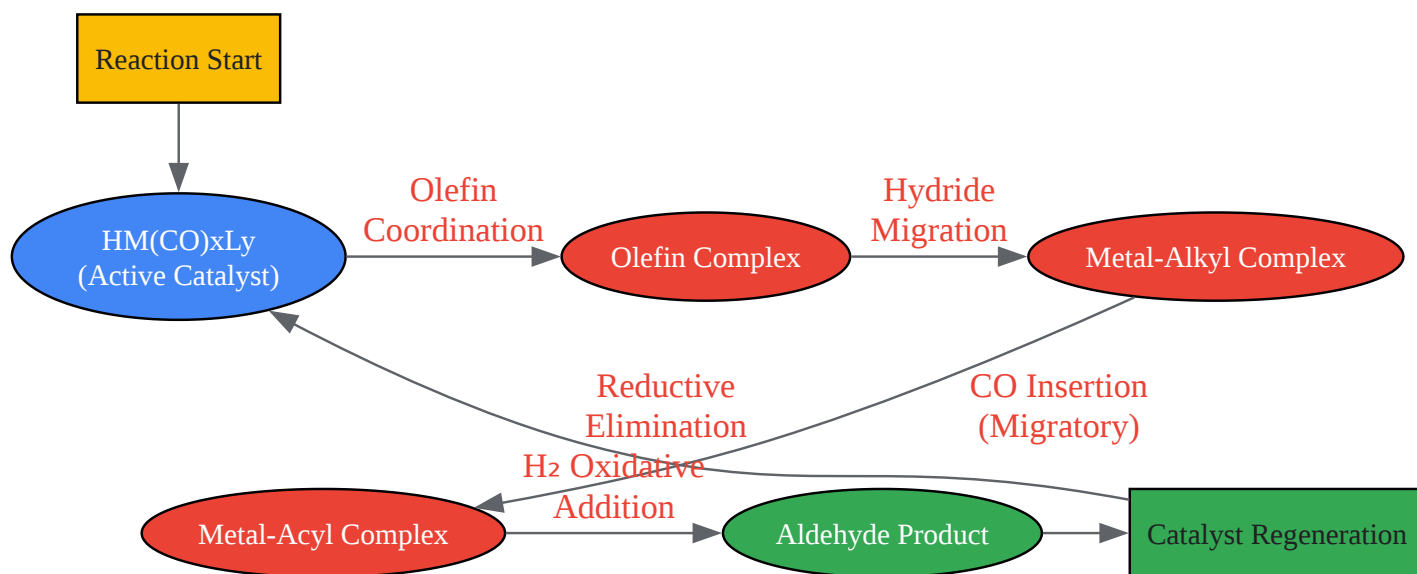 Reaction Start
Olefin
Coordination
Hydride
Migration
HM(CO)xLy
(Active Catalyst)
Olefin Complex
Metal-Alkyl Complex
Reductive
Elimination
CO Insertion
(Migratory)
H₂ Oxidative
Addition
Metal-Acyl Complex
Aldehyde Product
Catalyst Regeneration